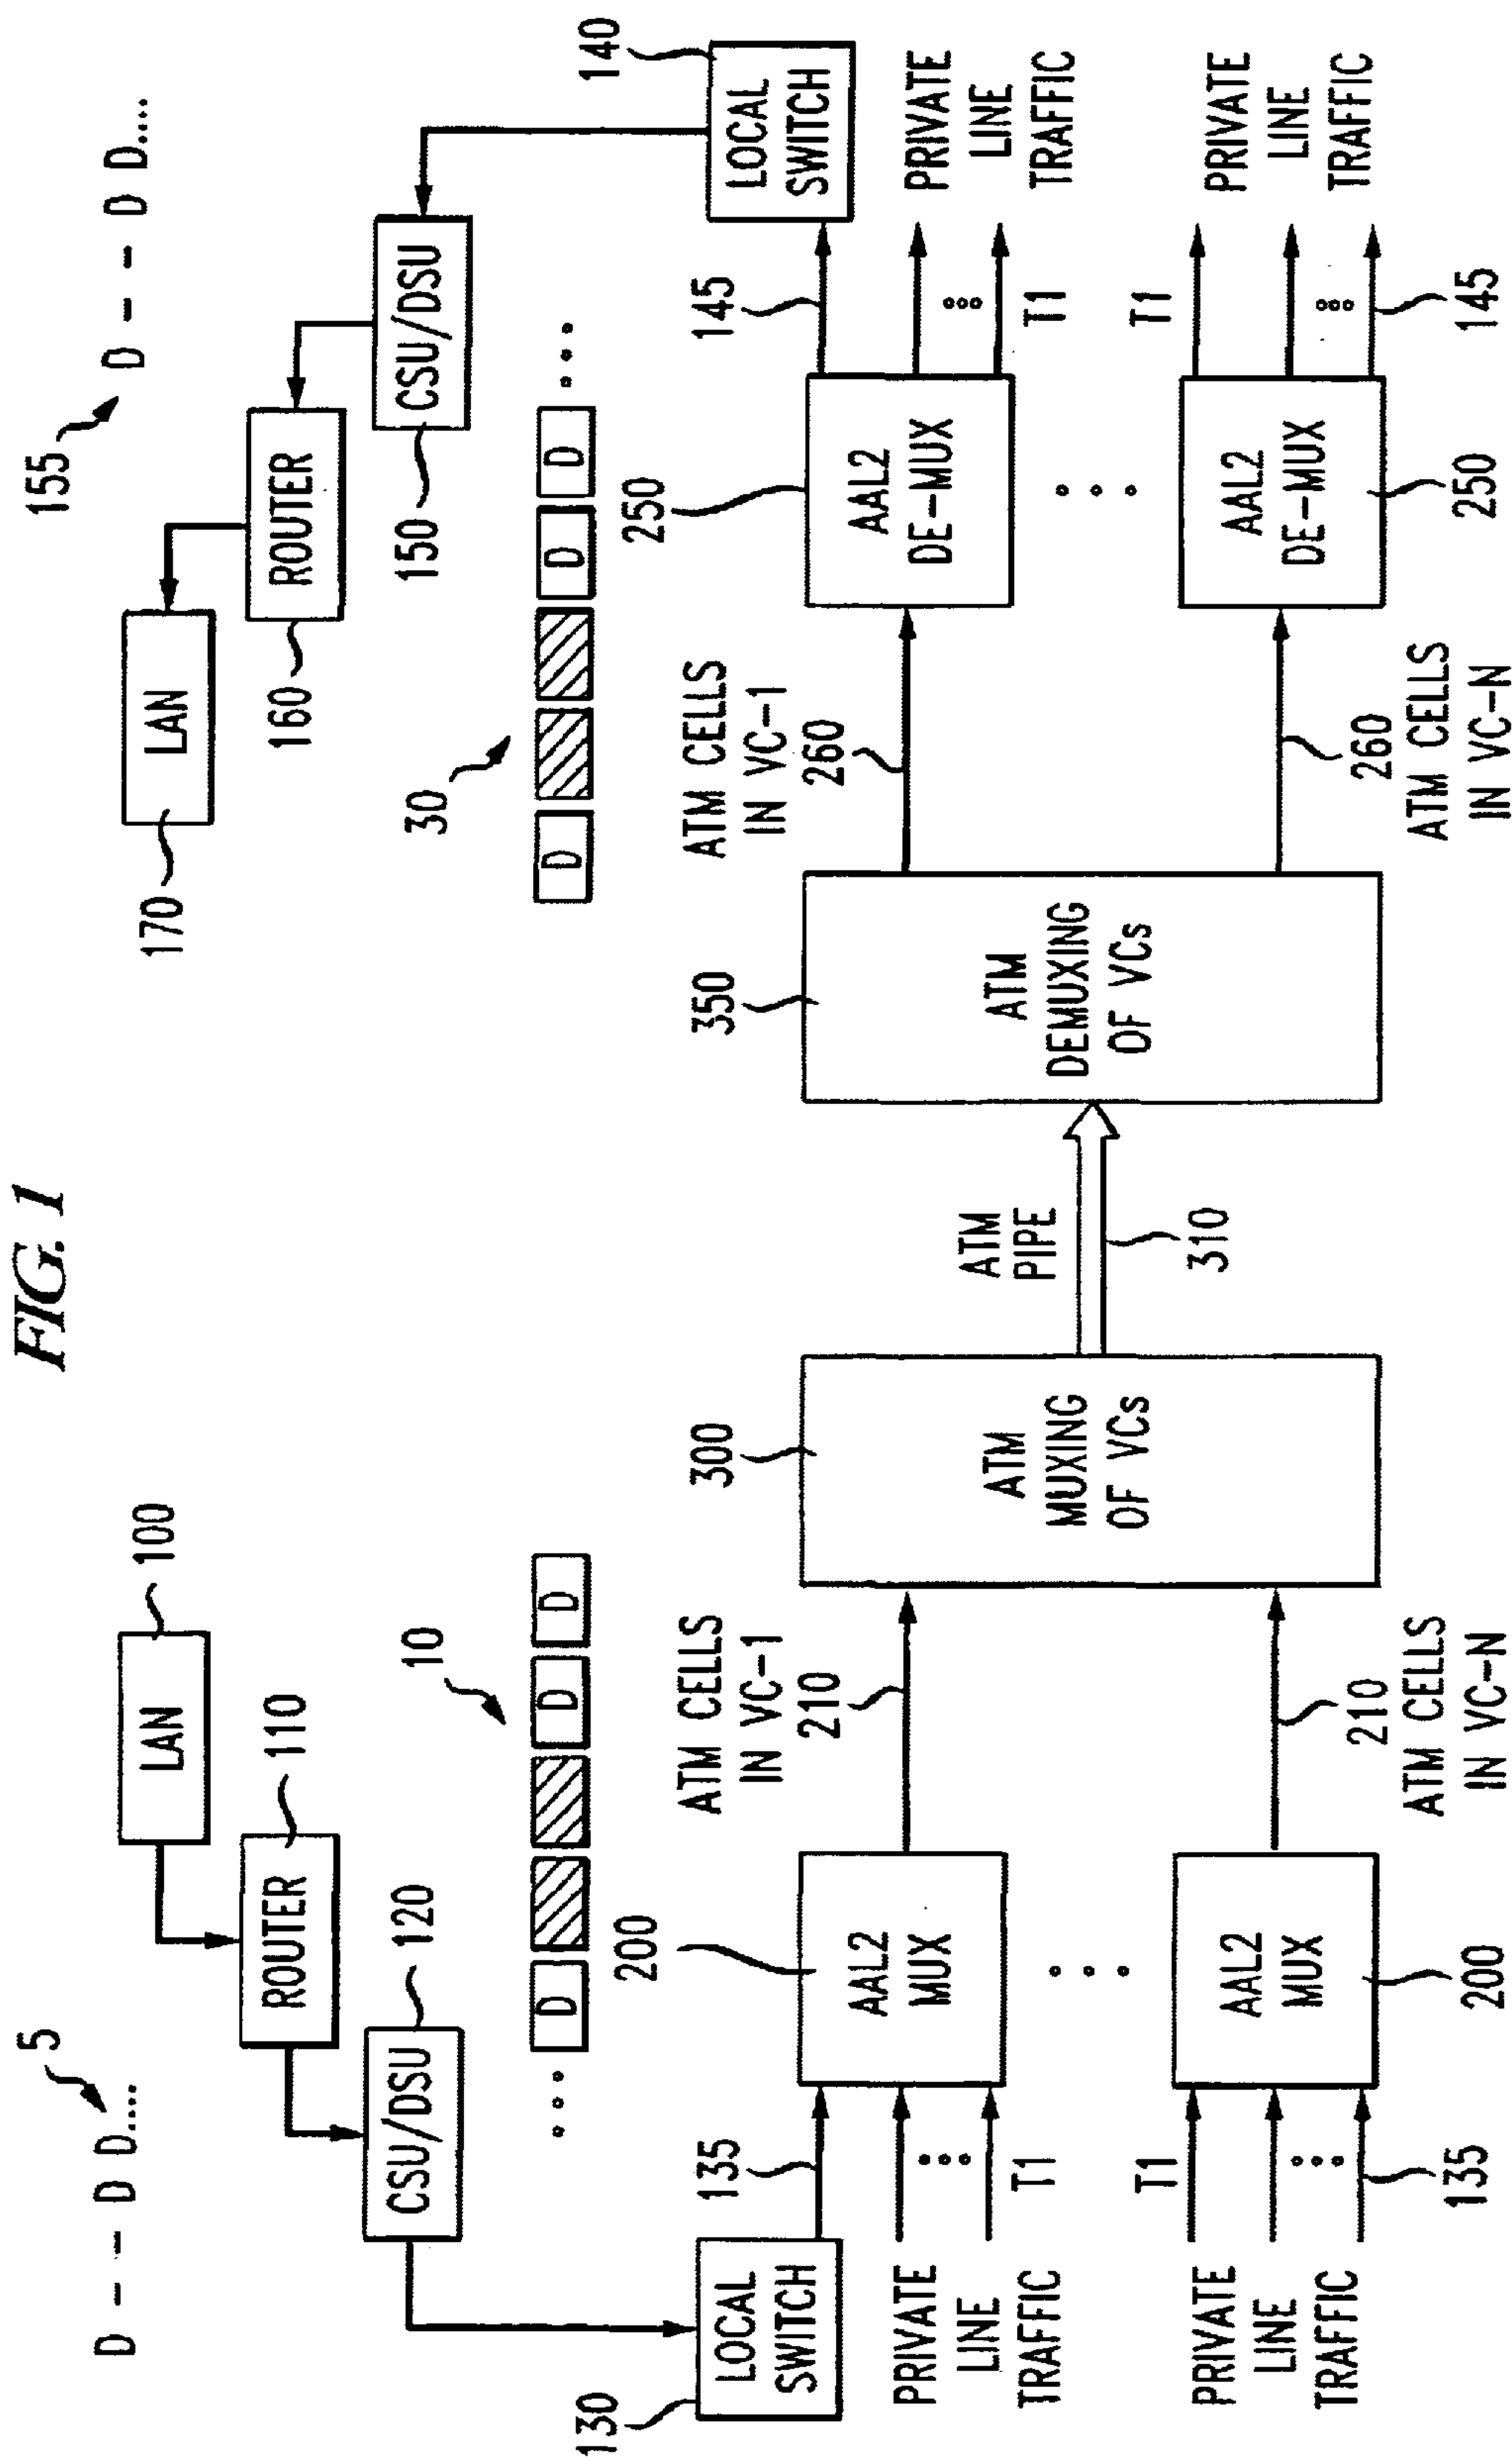 FIG. 1
5
D - - D D....
LAN
100
ROUTER
110
CSU/DSU
120
10
... D D D
LOCAL
SWITCH
130
135
PRIVATE
LINE
TRAFFIC
T1
T1
PRIVATE
LINE
TRAFFIC
135
AAL2
MUX
200
AAL2
MUX
200
ATM CELLS
IN VC-1
210
210
ATM CELLS
IN VC-N
300
ATM
MUXING
OF VCs
ATM
PIPE
310
350
ATM
DEMUXING
OF VCs
ATM CELLS
IN VC-1
260
260
ATM CELLS
IN VC-N
AAL2
DE-MUX
250
AAL2
DE-MUX
250
145
T1
PRIVATE
LINE
TRAFFIC
T1
PRIVATE
LINE
TRAFFIC
145
LOCAL
SWITCH
140
CSU/DSU
150
ROUTER
160
LAN
170
30
D D D ...
155
D - - D D....